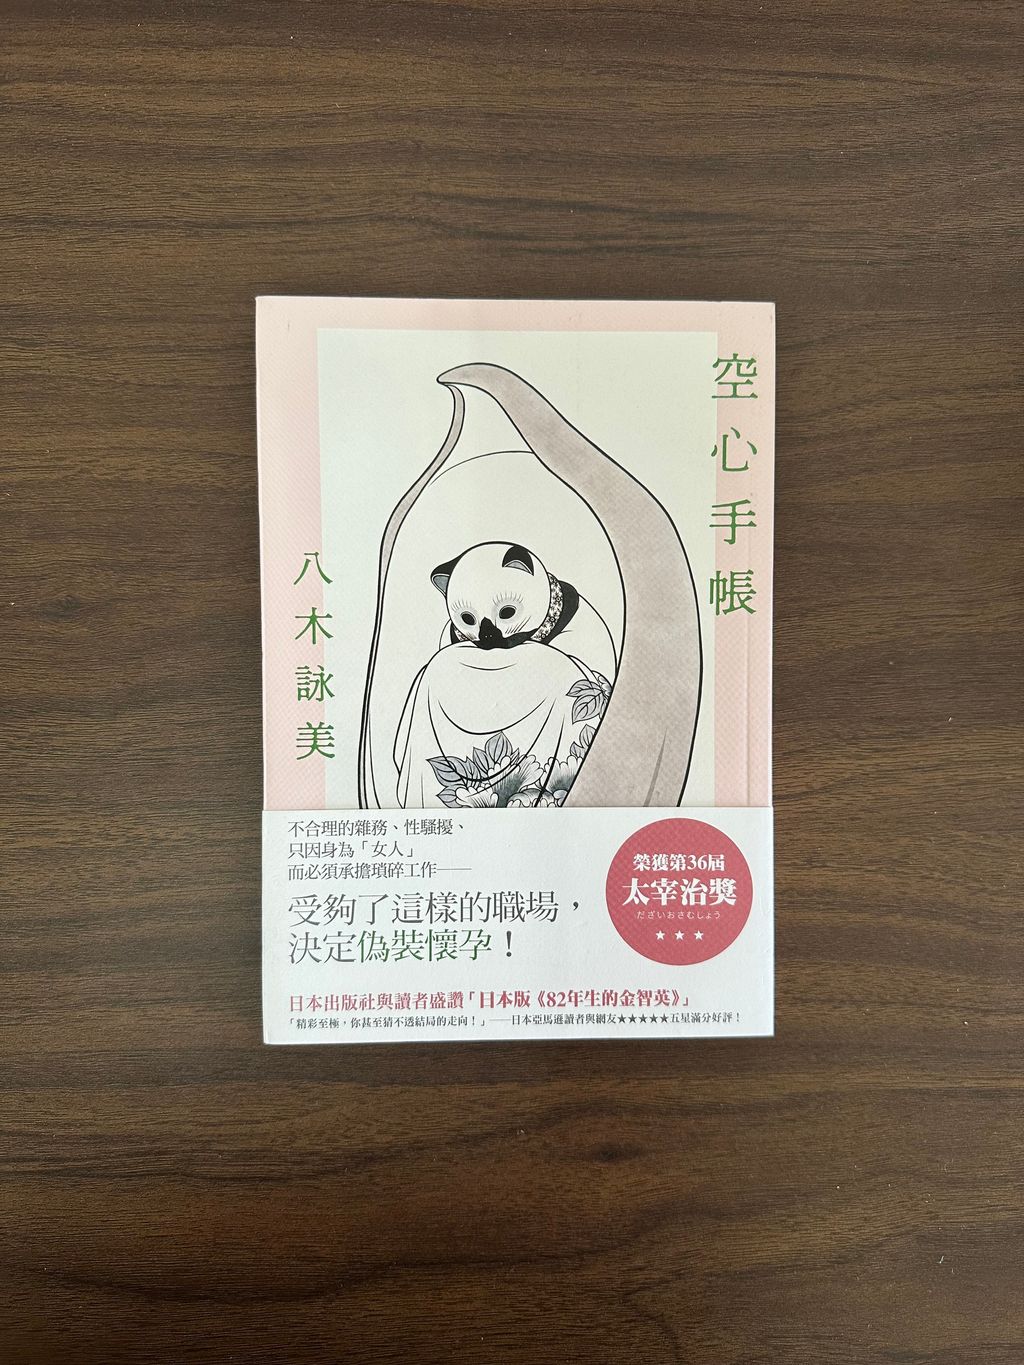 空心手帳
八木詠美
不合理的雜務、性騷擾、
只因身為「女人」
而必須承擔瑣碎工作——
受夠了這樣的職場，
決定偽裝懷孕！
榮獲第36屆
太宰治獎
だざいおさむしょう
★ ★ ★
日本出版社與讀者盛讚「日本版《82年生的金智英》」
「精彩至極，你甚至猜不透結局的走向！」——日本亞馬遜讀者與網友★★★★★五星滿分好評！